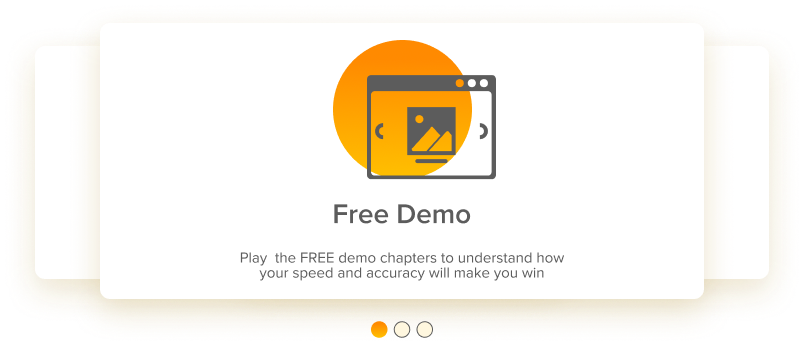 Free Demo
Play  the FREE demo chapters to understand how
your speed and accuracy will make you win